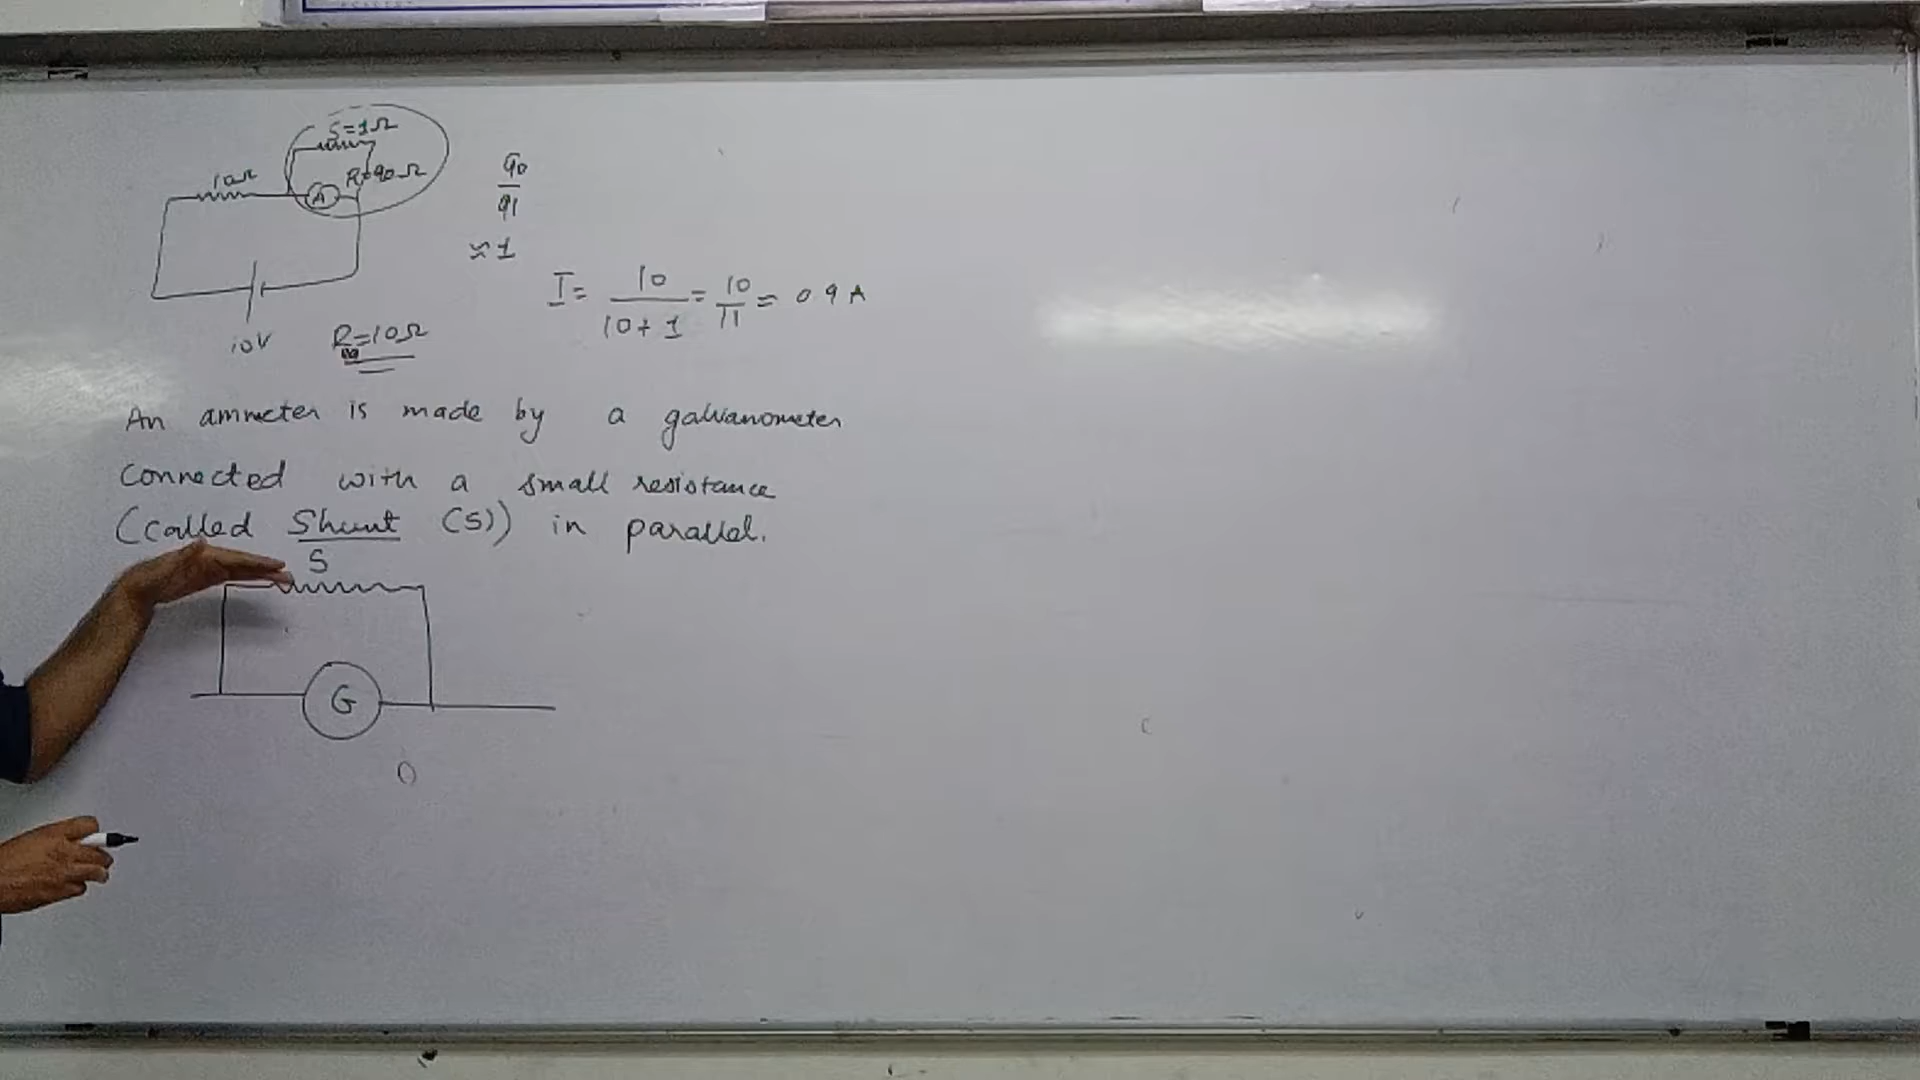 S=1Ω
10Ω
R=90Ω
A
90
91
≈ 1
I = 10 / 10+1 = 10 / 11 = 0.9 A
10V
R=10Ω
An ammeter is made by a galvanometer
Connected with a small resistance
(called Shunt (S)) in parallel.
S
G